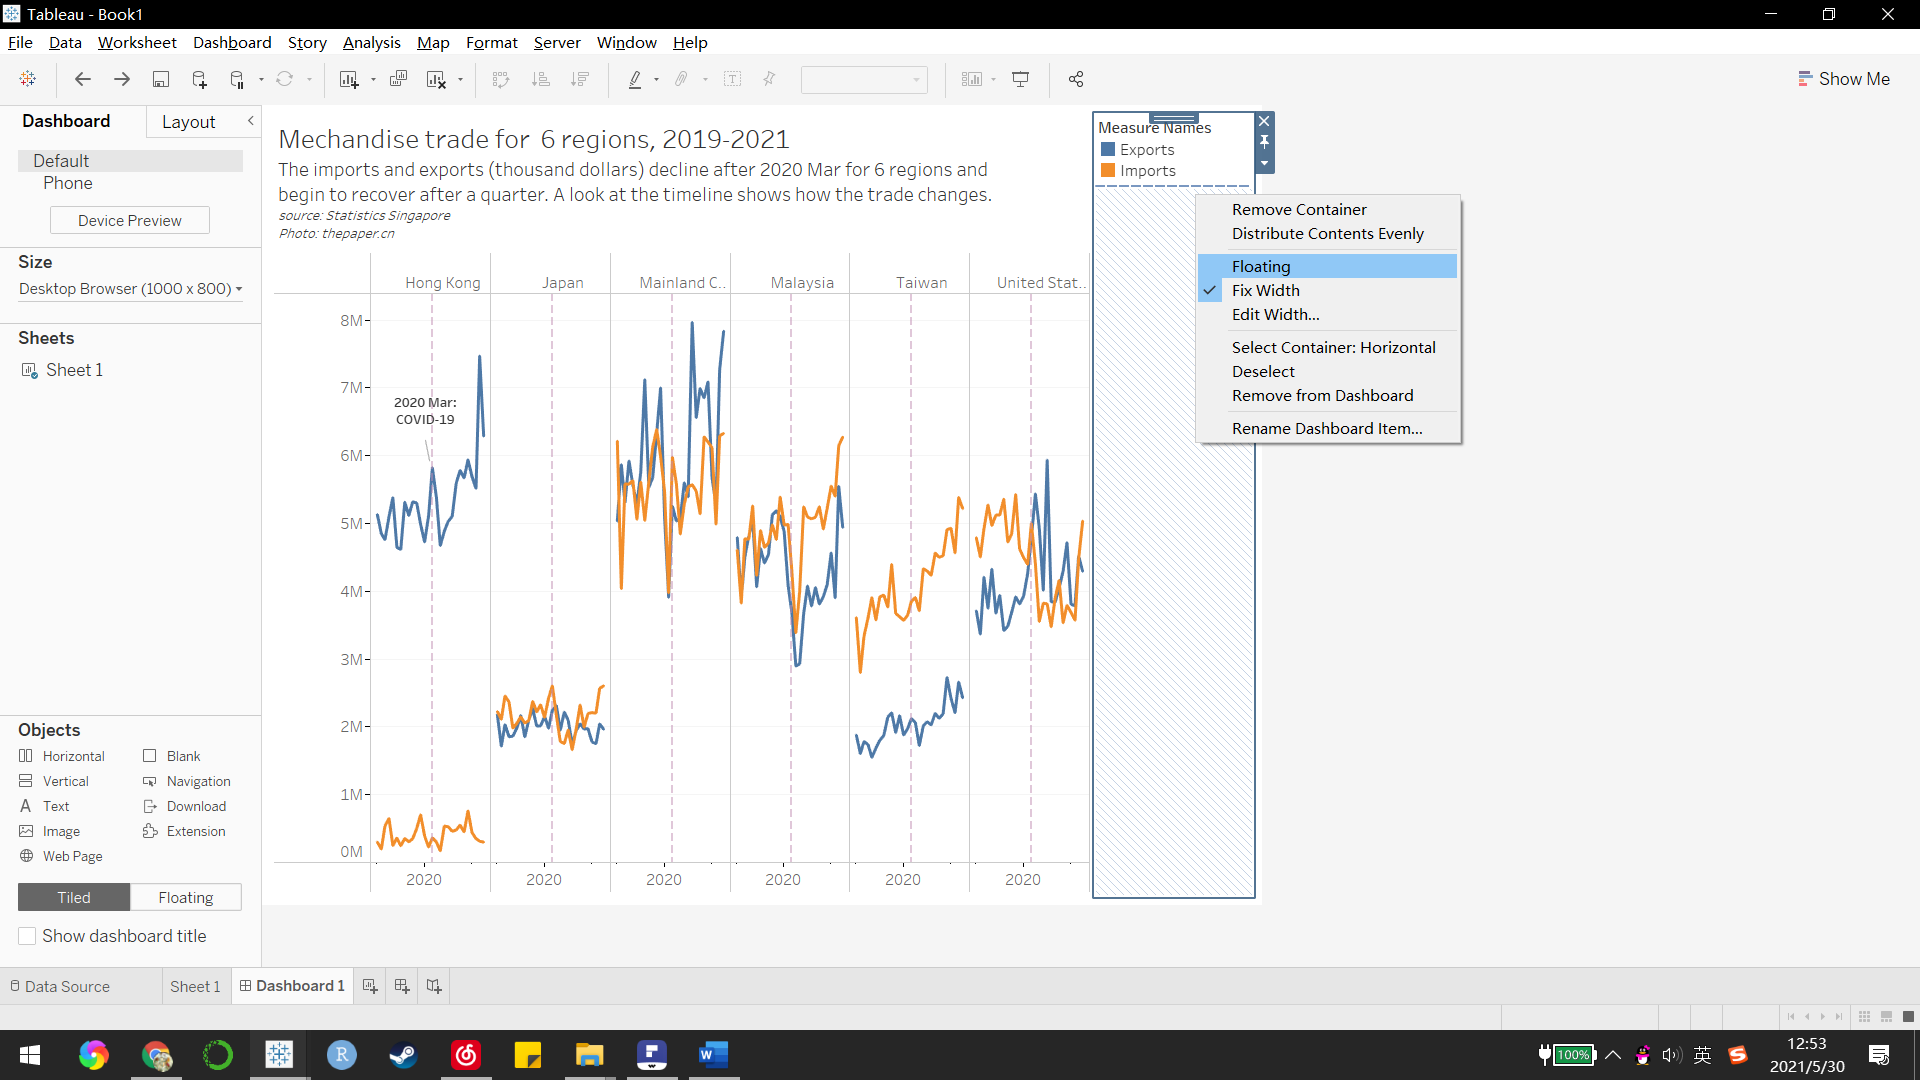 Tableau - Book1
File Data Worksheet Dashboard Story Analysis Map Format Server Window Help
Show Me
Dashboard Layout
Default
Phone
Device Preview
Size
Desktop Browser (1000 x 800)
Sheets
Sheet 1
Objects
Horizontal Blank
Vertical Navigation
Text Download
Image Extension
Web Page
Tiled Floating
Show dashboard title
Mechandise trade for 6 regions, 2019-2021
The imports and exports (thousand dollars) decline after 2020 Mar for 6 regions and
begin to recover after a quarter. A look at the timeline shows how the trade changes.
source: Statistics Singapore
Photo: thepaper.cn
Hong Kong Japan Mainland C.. Malaysia Taiwan United Stat..
8M
7M
6M
5M
4M
3M
2M
1M
0M
2020 Mar:
COVID-19
2020 2020 2020 2020 2020 2020
Measure Names
Exports
Imports
Remove Container
Distribute Contents Evenly
Floating
Fix Width
Edit Width...
Select Container: Horizontal
Deselect
Remove from Dashboard
Rename Dashboard Item...
Data Source Sheet 1 Dashboard 1
100% 英 12:53
2021/5/30